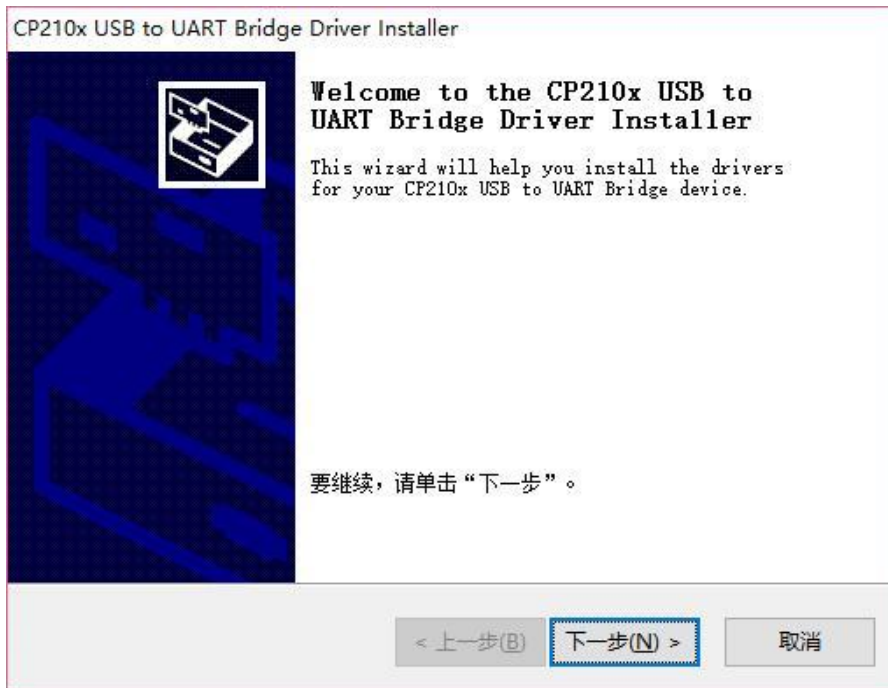 CP210x USB to UART Bridge Driver Installer
Welcome to the CP210x USB to
UART Bridge Driver Installer
This wizard will help you install the drivers
for your CP210x USB to UART Bridge device.
要继续，请单击“下一步”。
< 上一步(B)
下一步(N) >
取消